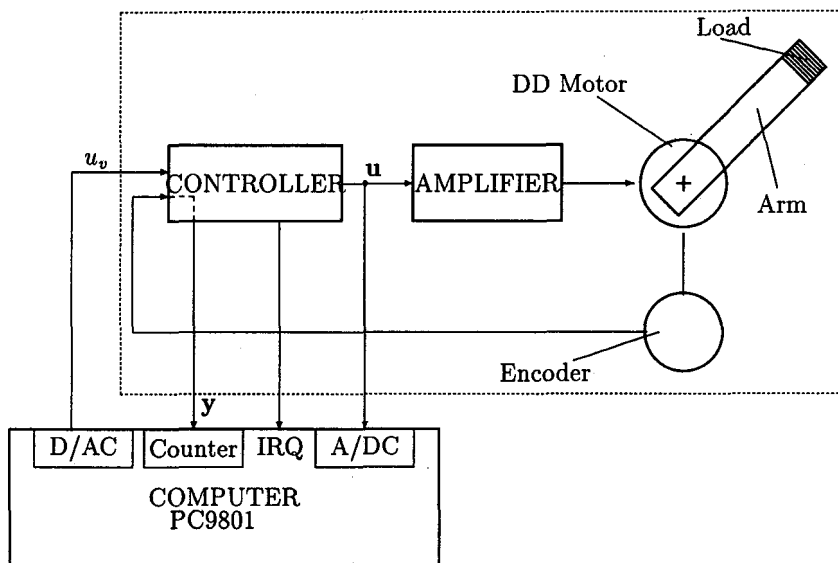 Load
DD Motor
u_v
CONTROLLER
u
AMPLIFIER
+
Arm
Encoder
y
D/AC
Counter
IRQ
A/DC
COMPUTER
PC9801